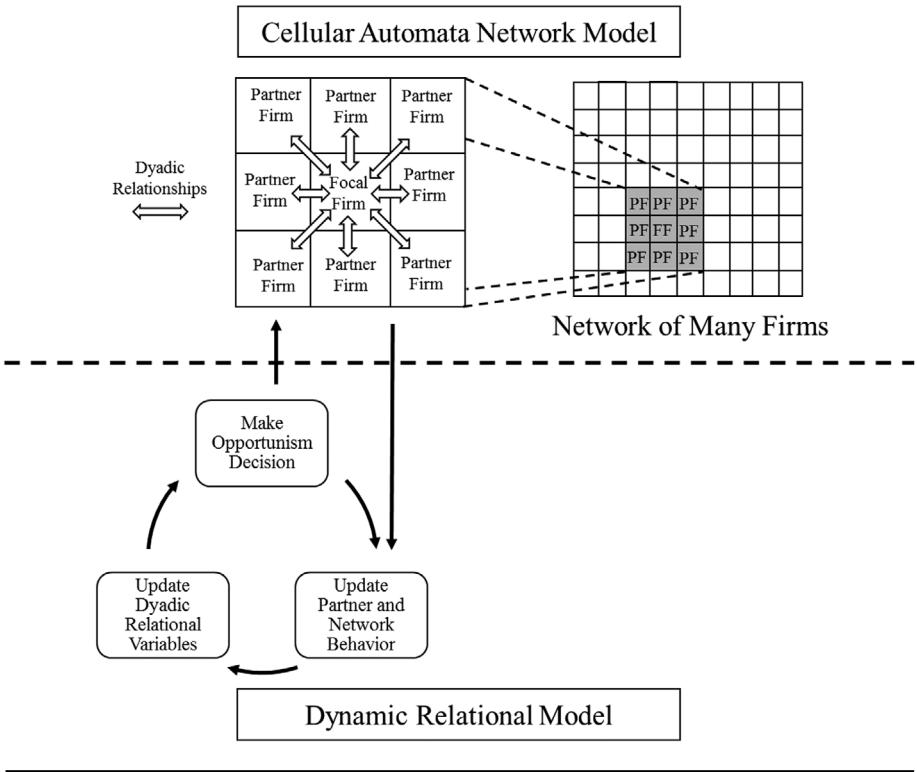 Cellular Automata Network Model
Partner
Firm
Partner
Firm
Partner
Firm
Dyadic
Relationships
Partner
Firm
Focal
Firm
Partner
Firm
Partner
Firm
Partner
Firm
Partner
Firm
PF PF PF
PF FF PF
PF PF PF
Network of Many Firms
Make
Opportunism
Decision
Update
Dyadic
Relational
Variables
Update
Partner and
Network
Behavior
Dynamic Relational Model